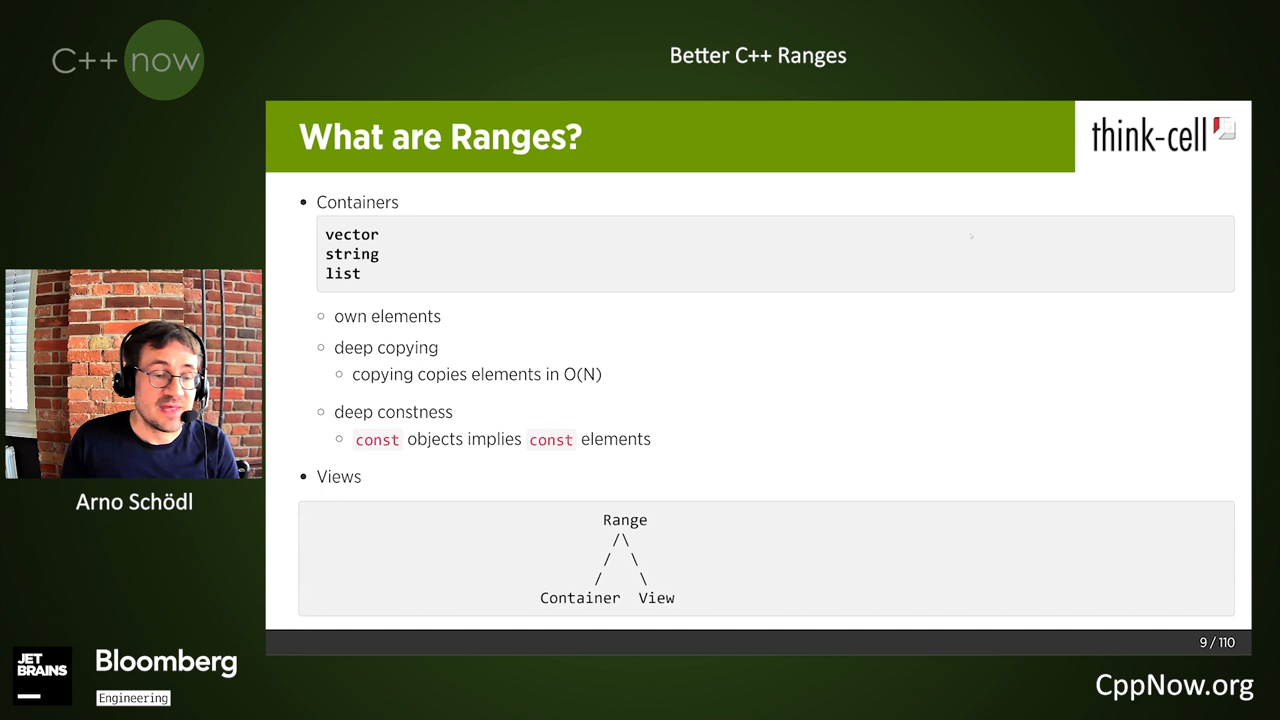 C++ now
Better C++ Ranges
What are Ranges?
think-cell
• Containers
vector
string
list
○ own elements
○ deep copying
○ copying copies elements in O(N)
○ deep constness
○ const objects implies const elements
• Views
Range
/\
/ \
/ \
Container View
9 / 110
Arno Schödl
JET
BRAINS
Bloomberg
Engineering
CppNow.org